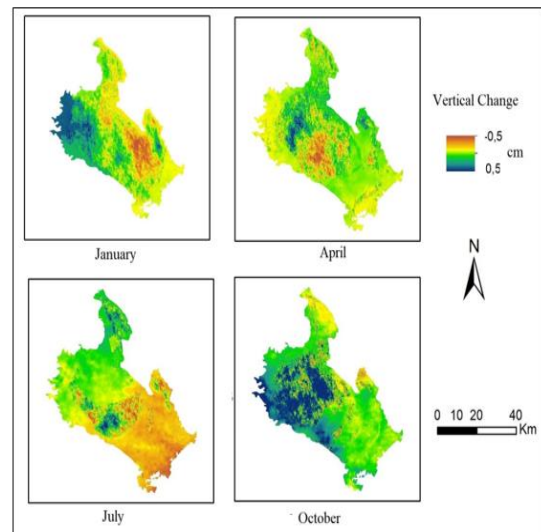 Vertical Change
-0,5
cm
0,5
N
January
April
0 10 20 40
Km
July
October